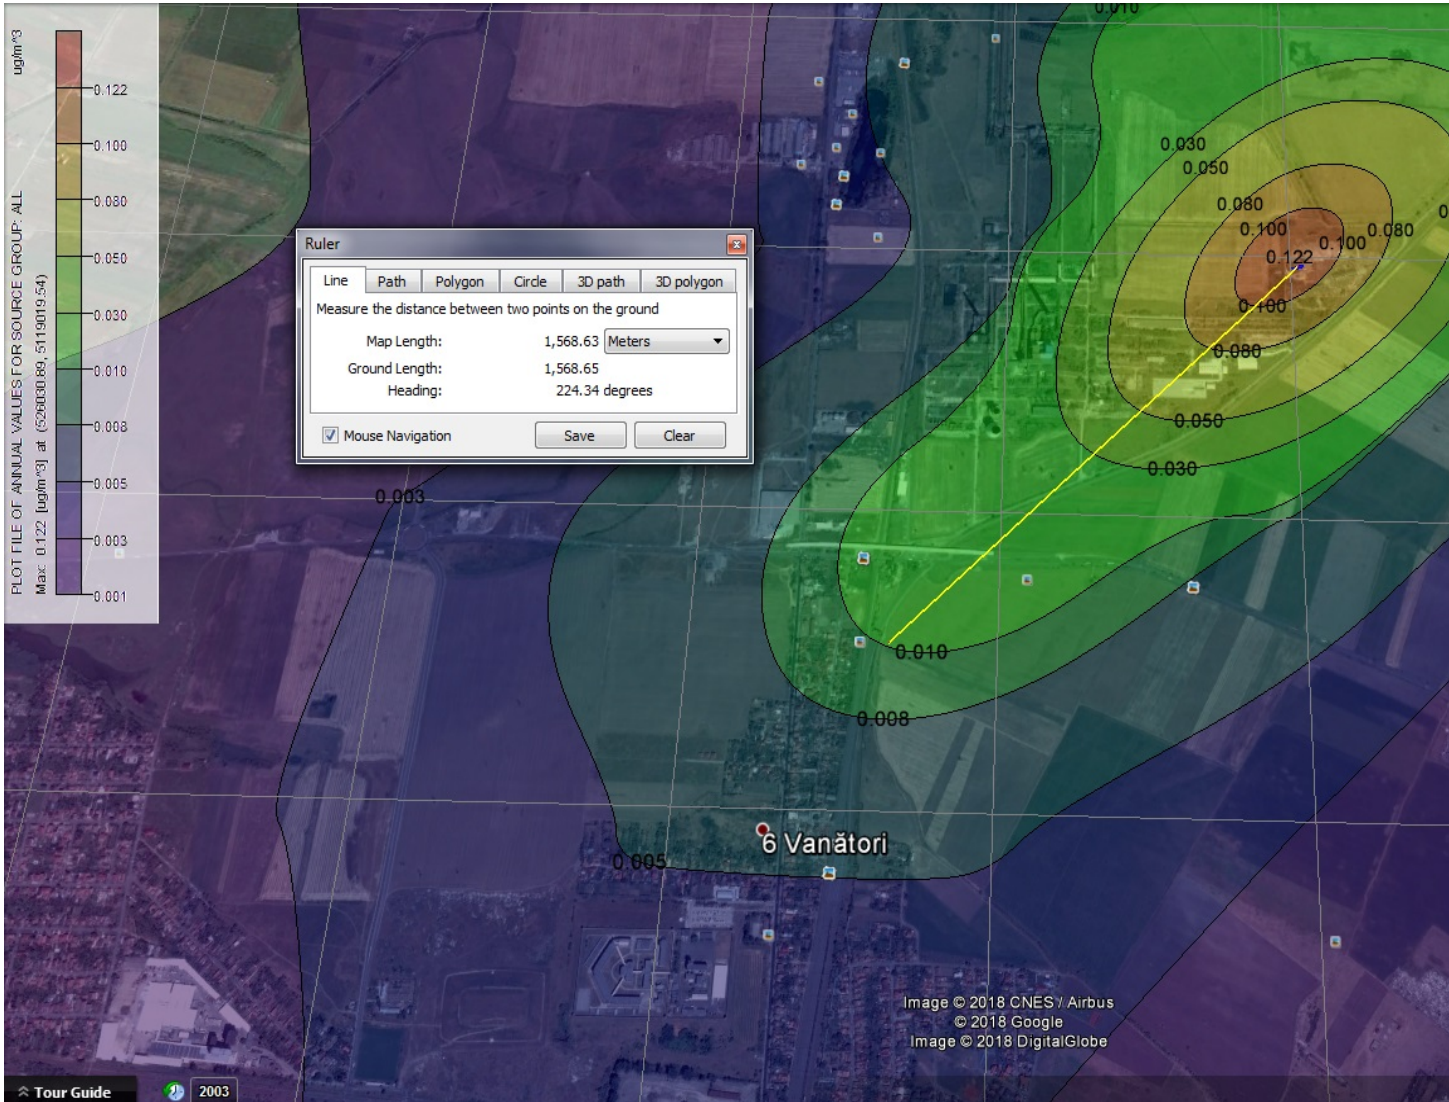 ug/m^3
PLOT FILE OF ANNUAL VALUES FOR SOURCE GROUP: ALL
Max: 0.122 [ug/m^3] at (526030.89, 5119019.54)
0.122
0.100
0.080
0.050
0.030
0.010
0.008
0.005
0.003
0.001
0.010
0.030
0.050
0.080
0.100
0.122
0.100
0.080
0.100
0.080
0.050
0.030
0.010
0.008
0.005
0.003
Ruler
Line Path Polygon Circle 3D path 3D polygon
Measure the distance between two points on the ground
Map Length: 1,568.63 Meters
Ground Length: 1,568.65
Heading: 224.34 degrees
Mouse Navigation Save Clear
6 Vanători
Image © 2018 CNES / Airbus
© 2018 Google
Image © 2018 DigitalGlobe
Tour Guide
2003